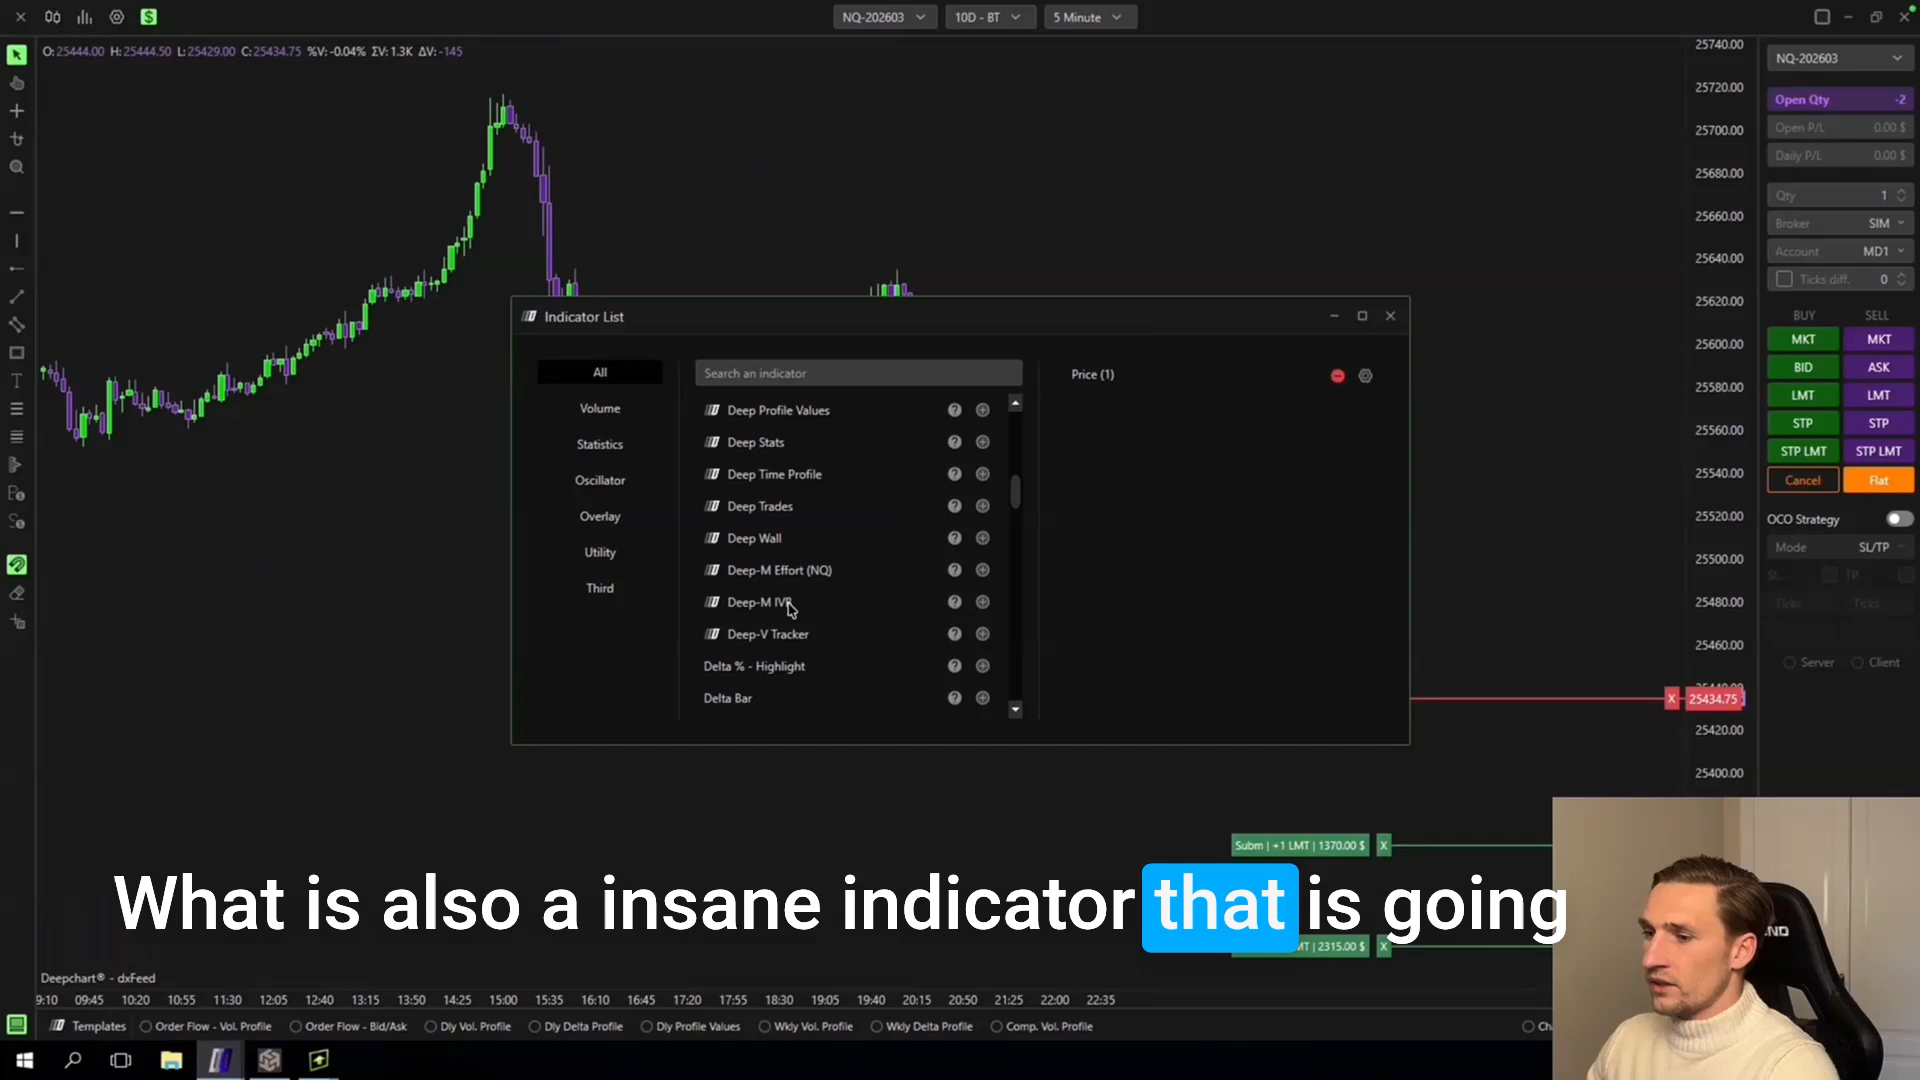 NQ-202603
10D - BT
5 Minute
O:25444.00 H:25444.50 L:25429.00 C:25434.75 %V:-0.04% ΣV:1.3K ΔV:-145
25740.00
25720.00
25700.00
25680.00
25660.00
25640.00
25620.00
25600.00
25580.00
25560.00
25540.00
25520.00
25500.00
25480.00
25460.00
X 25434.75
25420.00
25400.00
NQ-202603
Open Qty -2
Open P/L 0.00 $
Daily P/L 0.00 $
Qty 1
Broker SIM
Account MD1
Ticks diff. 0
BUY SELL
MKT MKT
BID ASK
LMT LMT
STP STP
STP LMT STP LMT
Cancel Flat
OCO Strategy
Mode SL/TP
SL TP
Ticks Ticks
Server Client
Indicator List
All
Volume
Statistics
Oscillator
Overlay
Utility
Third
Search an indicator
Deep Profile Values
Deep Stats
Deep Time Profile
Deep Trades
Deep Wall
Deep-M Effort (NQ)
Deep-M IVB
Deep-V Tracker
Delta % - Highlight
Delta Bar
Price (1)
Subm | +1 LMT | 1370.00 $ X
MT | 2315.00 $ X
What is also a insane indicator that is going
Deepchart® - dxFeed
9:10 09:45 10:20 10:55 11:30 12:05 12:40 13:15 13:50 14:25 15:00 15:35 16:10 16:45 17:20 17:55 18:30 19:05 19:40 20:15 20:50 21:25 22:00 22:35
Templates Order Flow - Vol. Profile Order Flow - Bid/Ask Dly Vol. Profile Dly Delta Profile Dly Profile Values Wkly Vol. Profile Wkly Delta Profile Comp. Vol. Profile